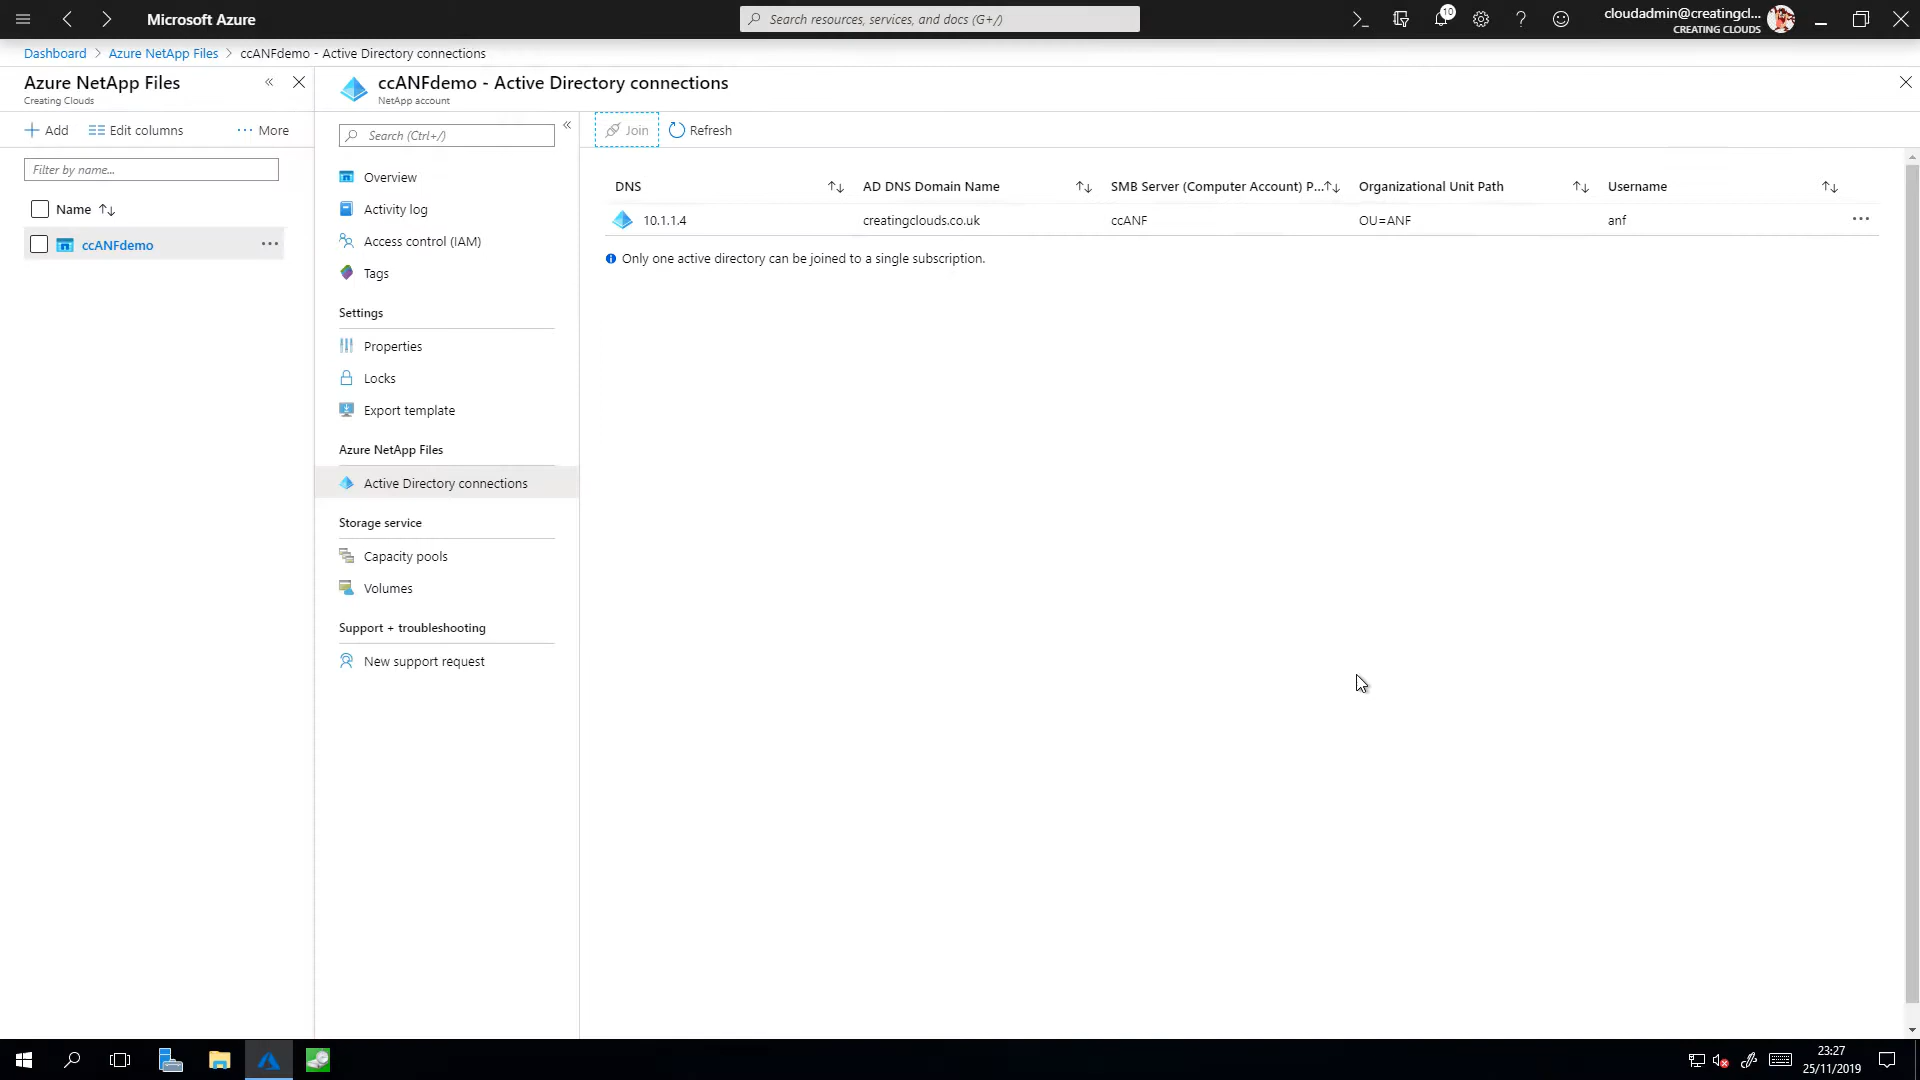 Microsoft Azure
Search resources, services, and docs (G+/)
10
cloudadmin@creatingcl...
CREATING CLOUDS
Dashboard > Azure NetApp Files > ccANFdemo - Active Directory connections
Azure NetApp Files
Creating Clouds
Add
Edit columns
More
Filter by name...
Name
ccANFdemo
ccANFdemo - Active Directory connections
NetApp account
Search (Ctrl+/)
Overview
Activity log
Access control (IAM)
Tags
Settings
Properties
Locks
Export template
Azure NetApp Files
Active Directory connections
Storage service
Capacity pools
Volumes
Support + troubleshooting
New support request
Join
Refresh
DNS AD DNS Domain Name SMB Server (Computer Account) P... Organizational Unit Path Username
10.1.1.4 creatingclouds.co.uk ccANF OU=ANF anf
Only one active directory can be joined to a single subscription.
23:27
25/11/2019